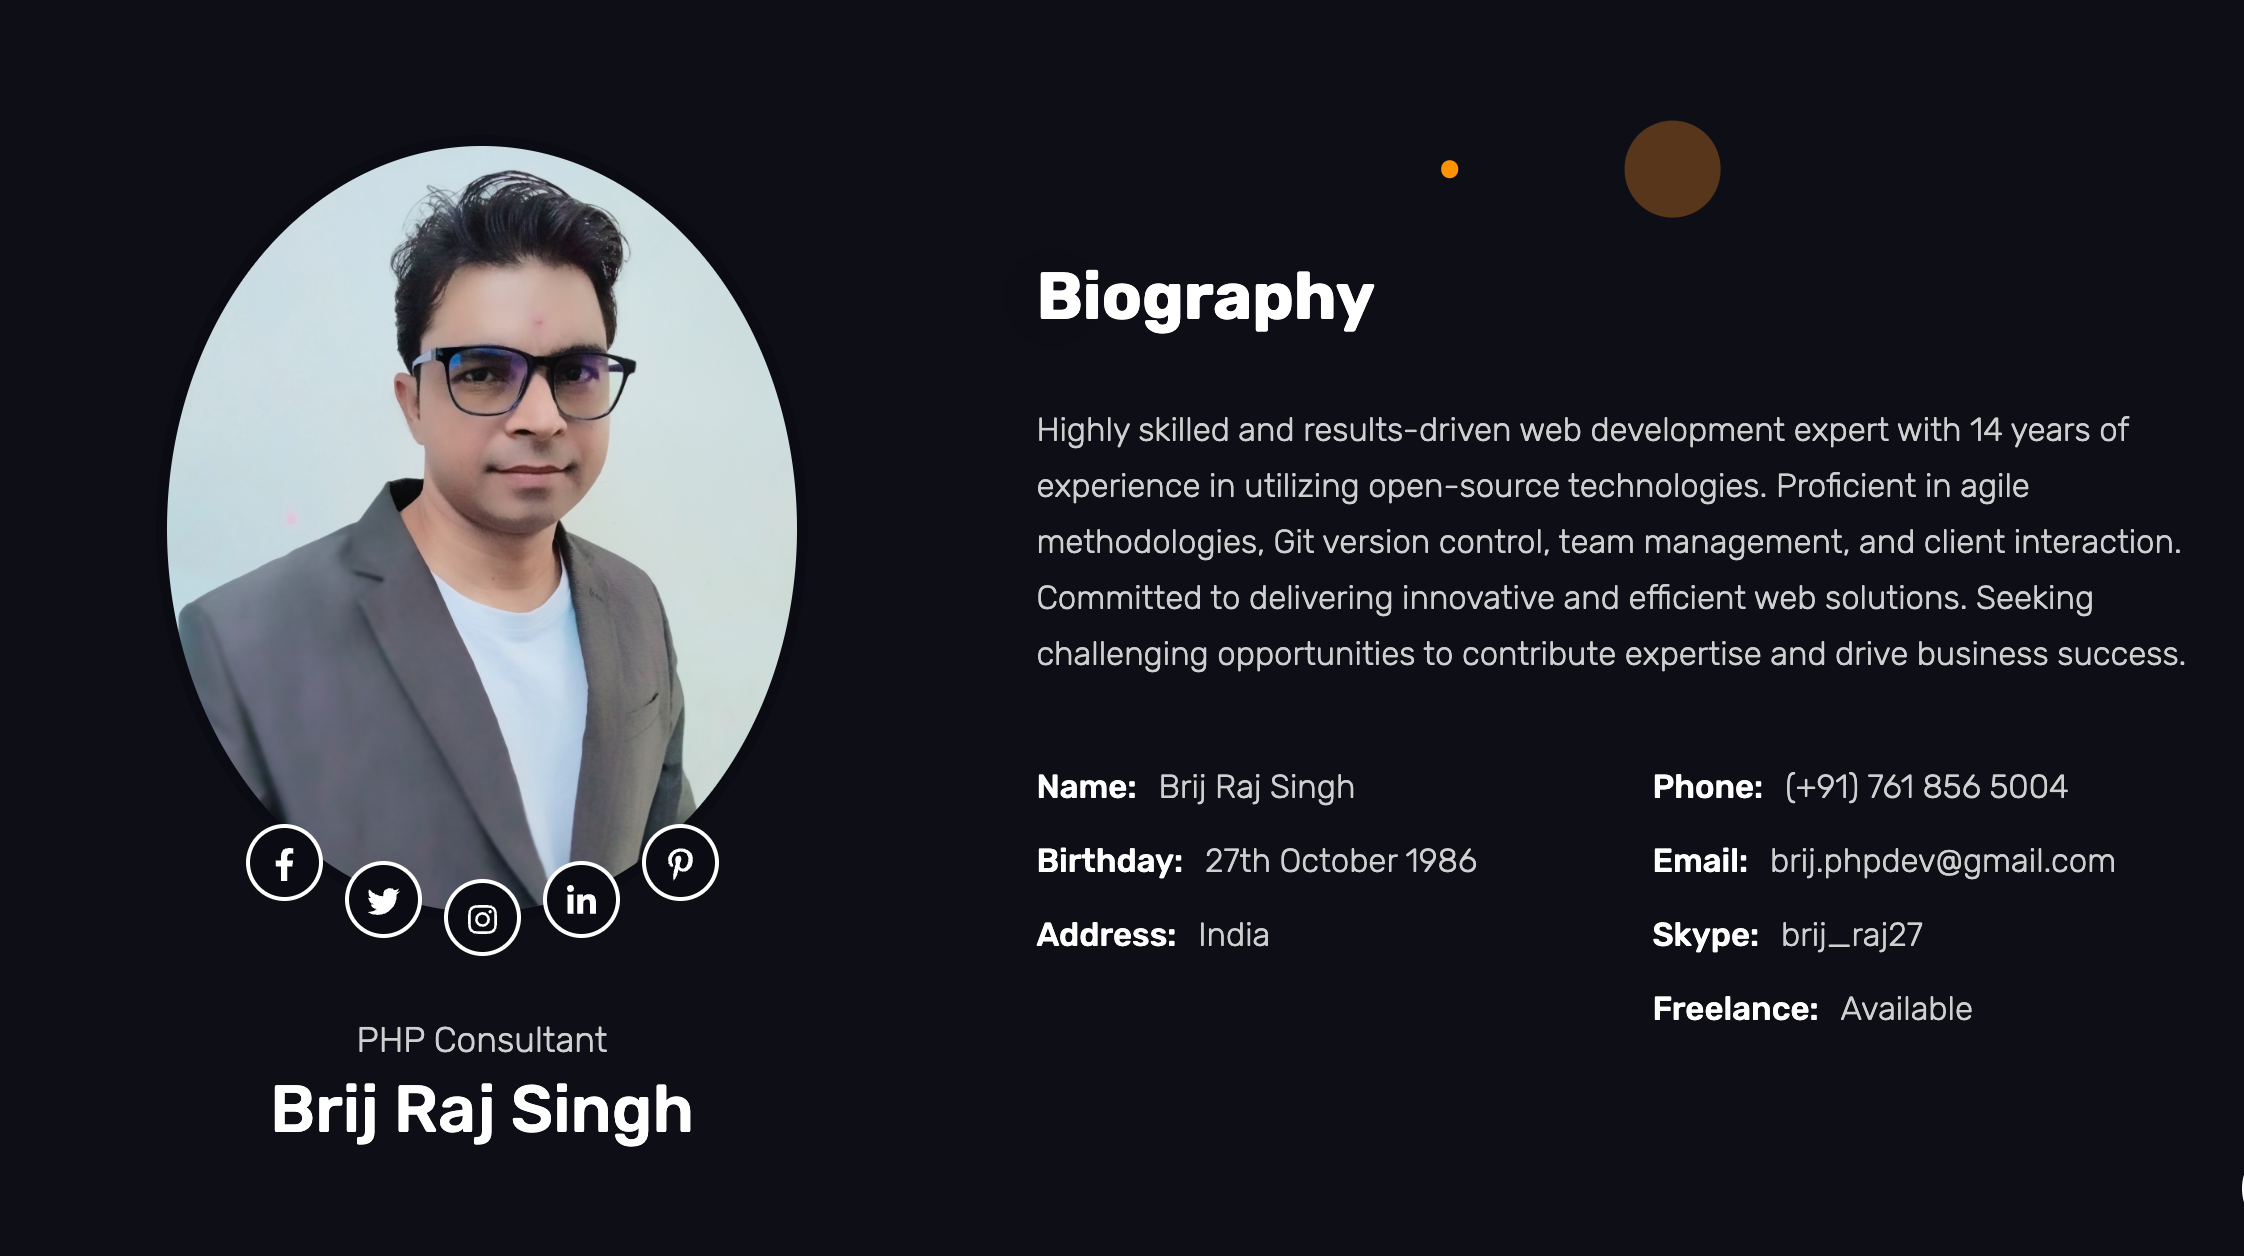 Biography
Highly skilled and results-driven web development expert with 14 years of
experience in utilizing open-source technologies. Proficient in agile
methodologies, Git version control, team management, and client interaction.
Committed to delivering innovative and efficient web solutions. Seeking
challenging opportunities to contribute expertise and drive business success.
Name: Brij Raj Singh
Birthday: 27th October 1986
Address: India
Phone: (+91) 761 856 5004
Email: brij.phpdev@gmail.com
Skype: brij_raj27
Freelance: Available
PHP Consultant
Brij Raj Singh